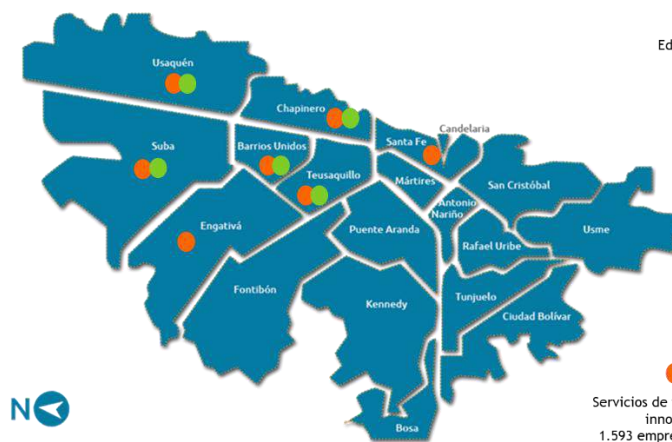 Ed
Usaquén
Chapinero
Candelaria
Santa Fe
Suba
Barrios Unidos
Teusaquillo
Mártires
San Cristóbal
Antonio
Nariño
Engativá
Puente Aranda
Rafael Uribe
Usme
Fontibón
Kennedy
Tunjuelo
Ciudad Bolívar
N
Bosa
Servicios de
inno
1.593 empr